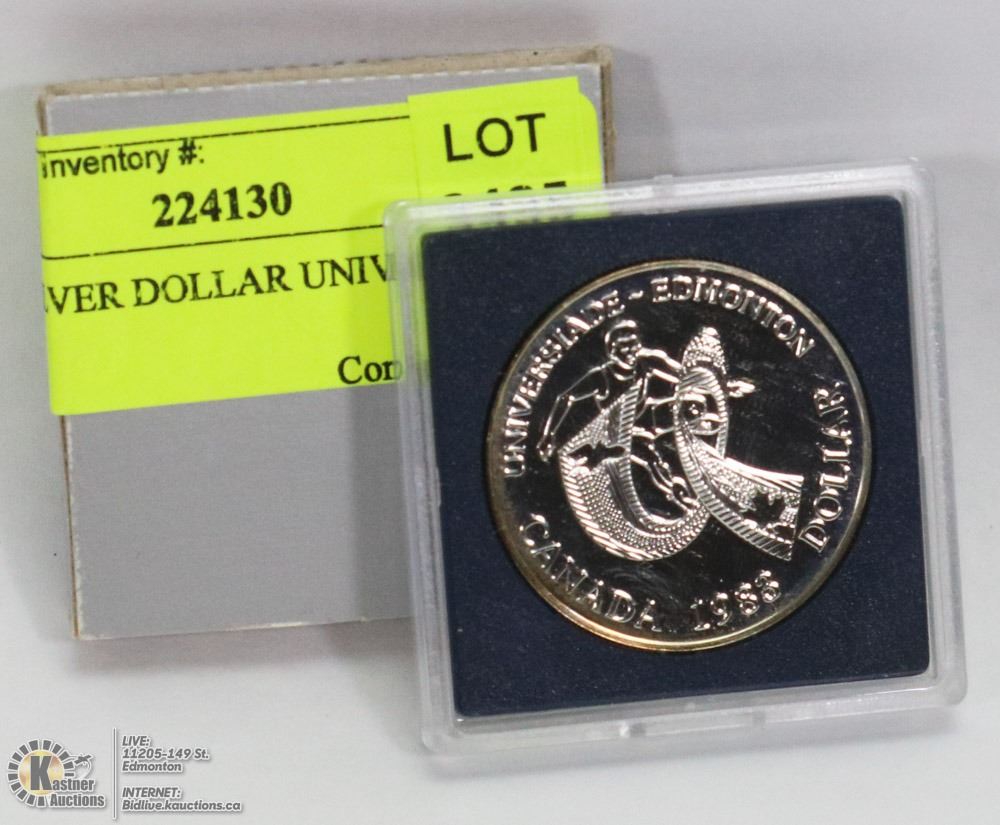 Inventory #:
224130
LOT
VER DOLLAR UNIV
Con
UNIVERSIADE - EDMONTON
DOLLAR
CANADA 1983
Kastner
Auctions
LIVE:
11205-149 St.
Edmonton
INTERNET:
Bidlive.kauctions.ca